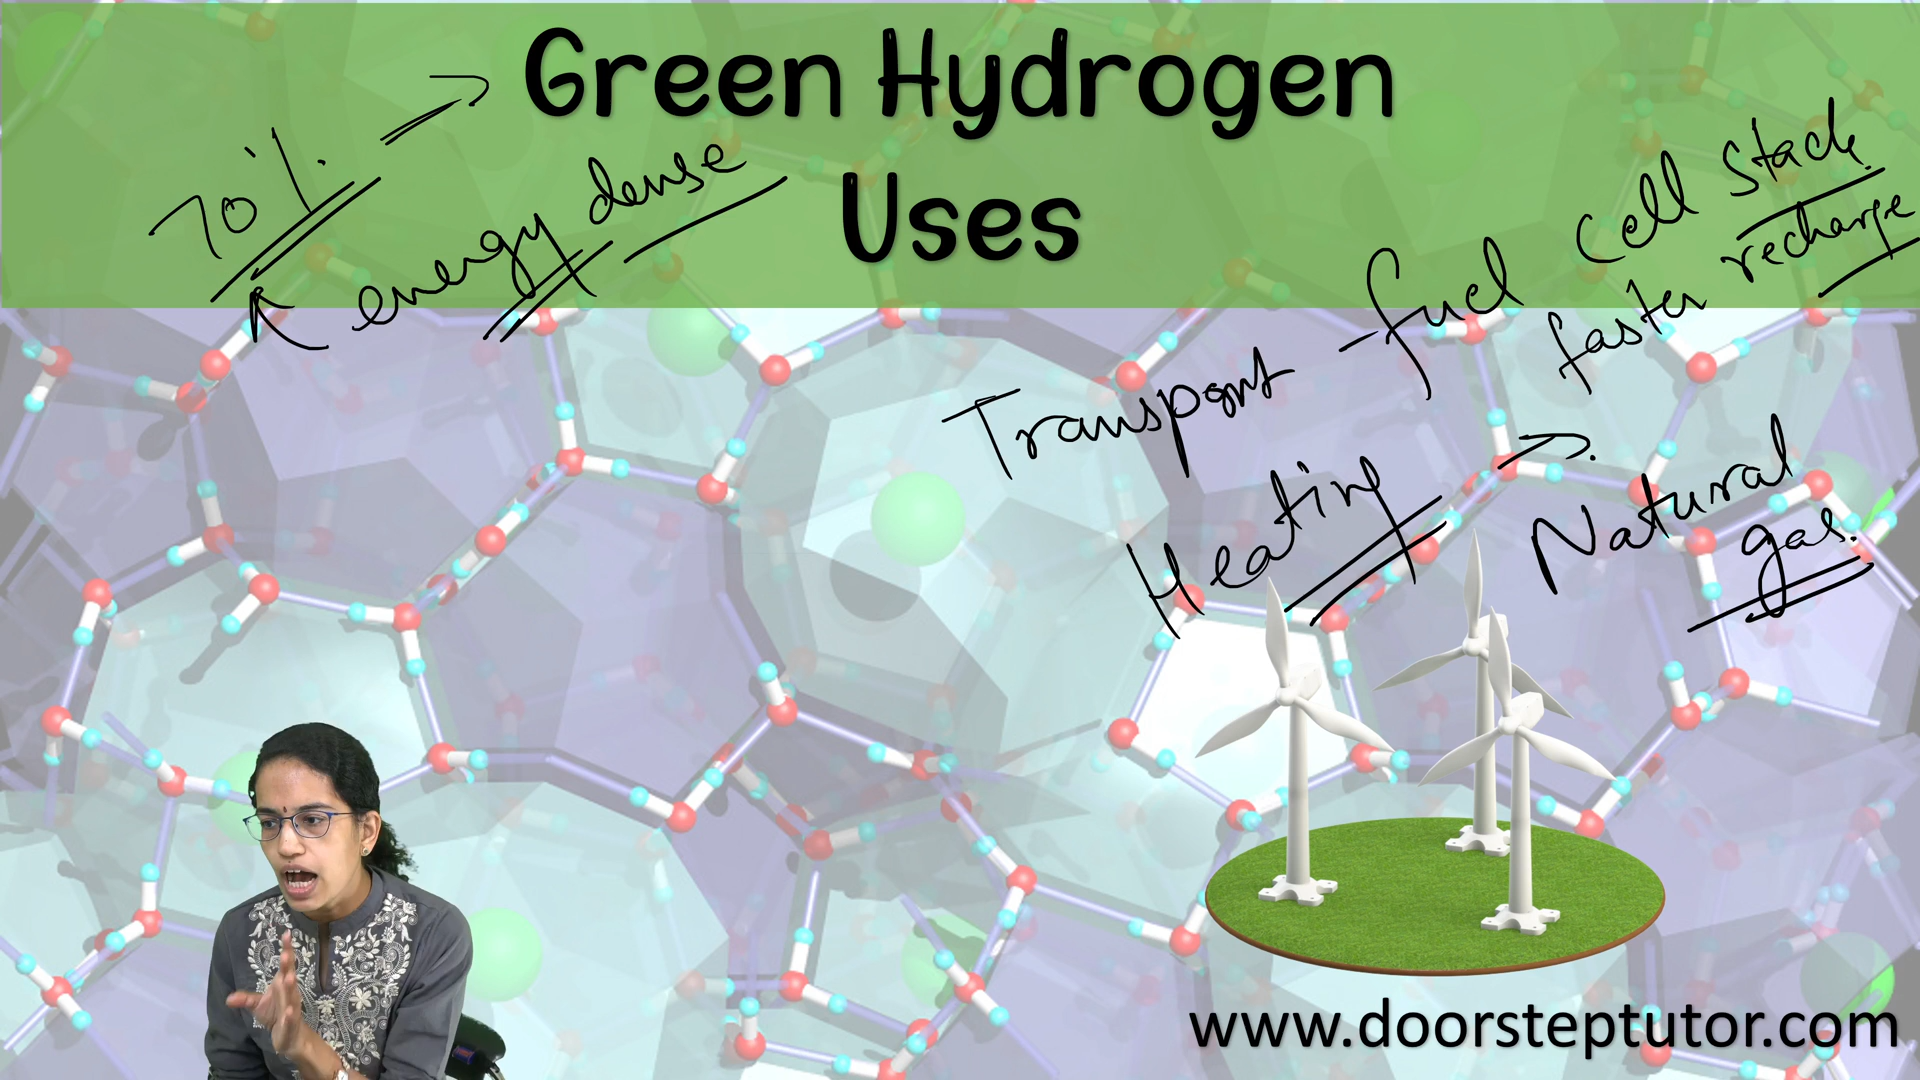 Green Hydrogen
Uses
70%. →
↑ energy dense
Transport - fuel cell stack.
faster recharge
Heating → Natural
gas.
www.doorsteptutor.com